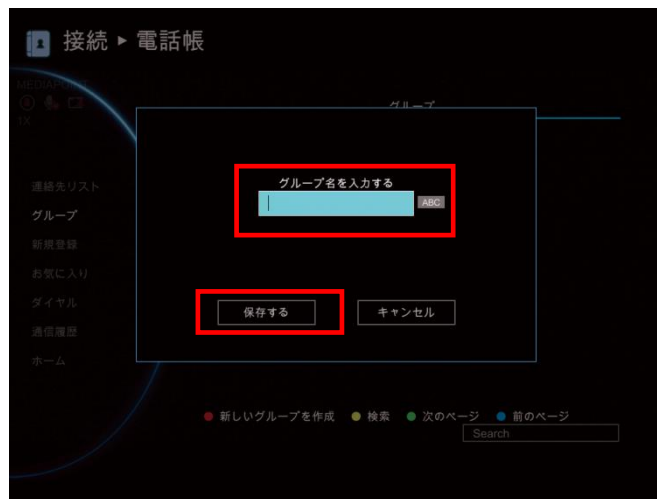 接続 ▸ 電話帳
MEDIAPOINT
1X
グループ
連絡先リスト
グループ
新規登録
お気に入り
ダイヤル
通信履歴
ホーム
グループ名を入力する
ABC
保存する
キャンセル
新しいグループを作成 検索 次のページ 前のページ
Search